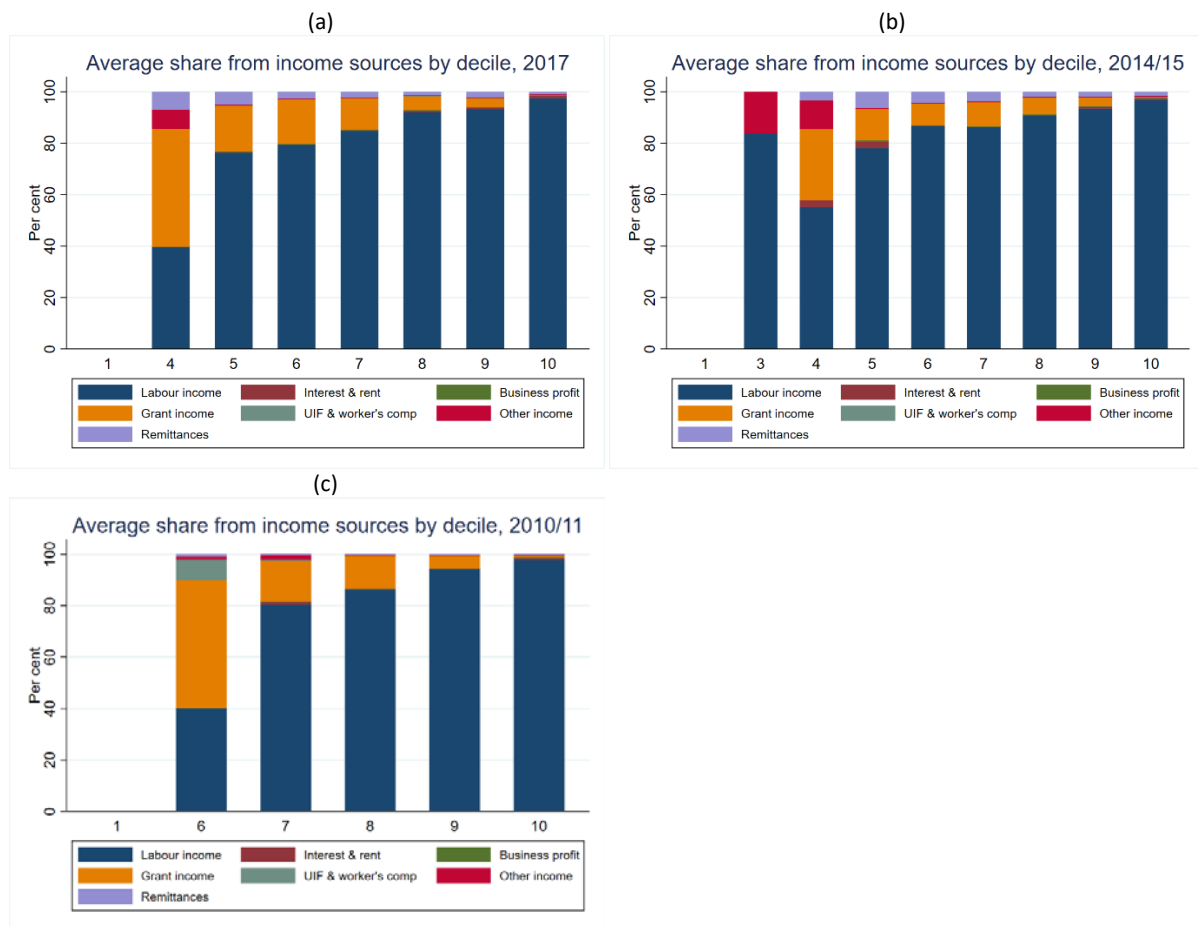 (a)
Average share from income sources by decile, 2017
Per cent
100
80
60
40
20
0
1 4 5 6 7 8 9 10
Labour income Interest & rent Business profit
Grant income UIF & worker's comp Other income
Remittances
(b)
Average share from income sources by decile, 2014/15
Per cent
100
80
60
40
20
0
1 3 4 5 6 7 8 9 10
Labour income Interest & rent Business profit
Grant income UIF & worker's comp Other income
Remittances
(c)
Average share from income sources by decile, 2010/11
Per cent
100
80
60
40
20
0
1 6 7 8 9 10
Labour income Interest & rent Business profit
Grant income UIF & worker's comp Other income
Remittances